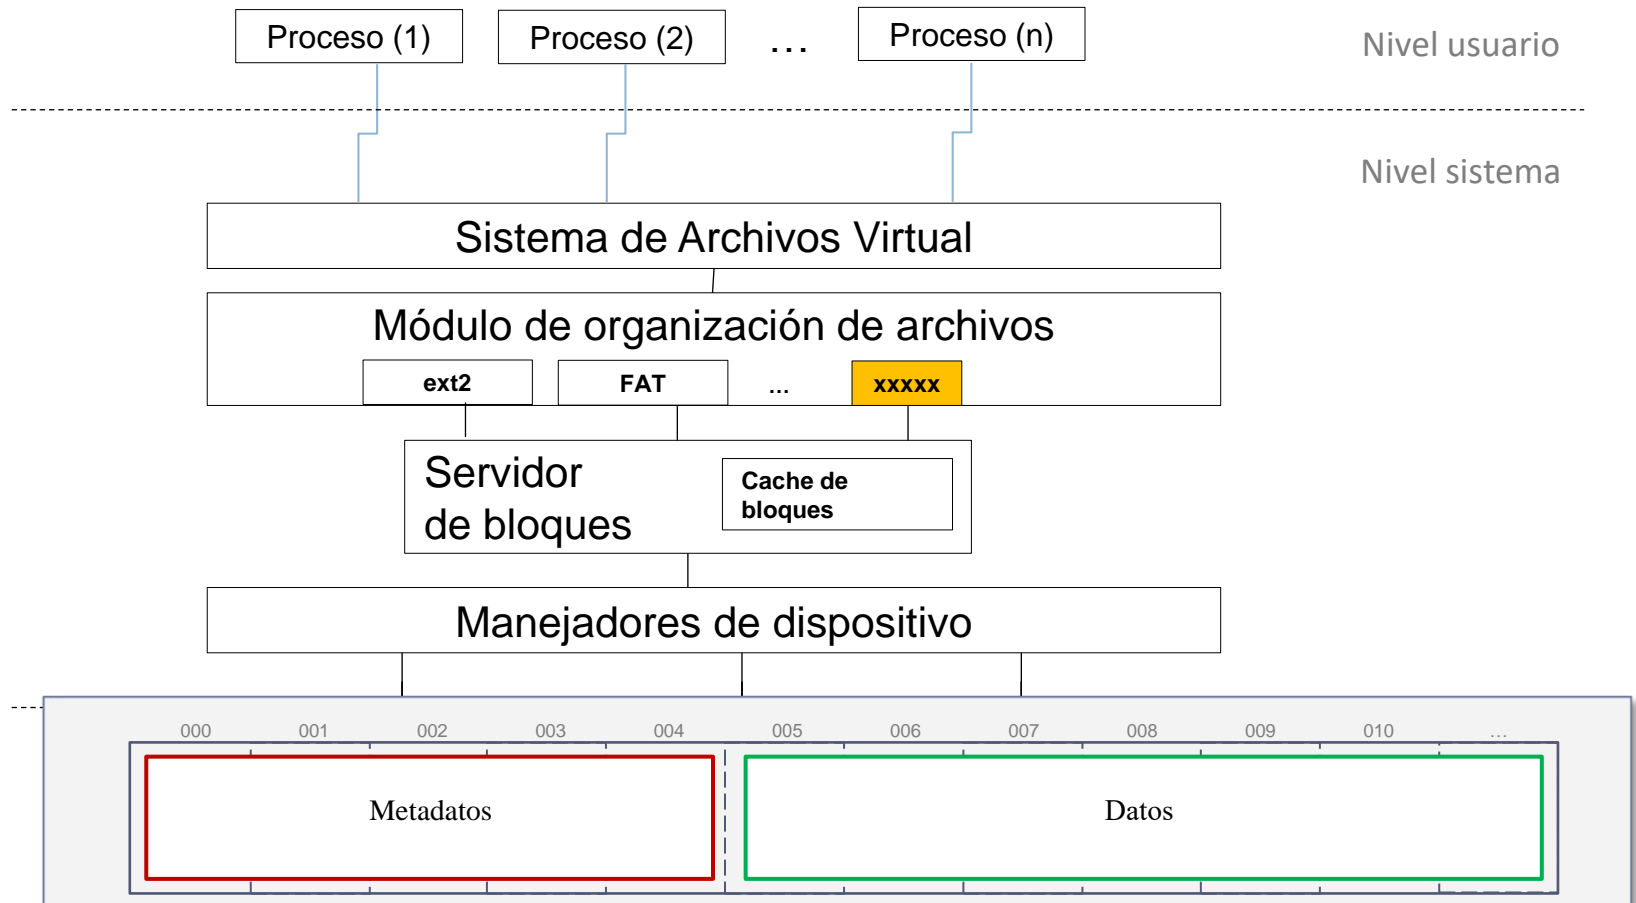 Proceso (1)
Proceso (2)
...
Proceso (n)
Nivel usuario
Nivel sistema
Sistema de Archivos Virtual
Módulo de organización de archivos
ext2
FAT
...
xxxxx
Servidor
de bloques
Cache de
bloques
Manejadores de dispositivo
000 001 002 003 004 005 006 007 008 009 010 ...
Metadatos
Datos